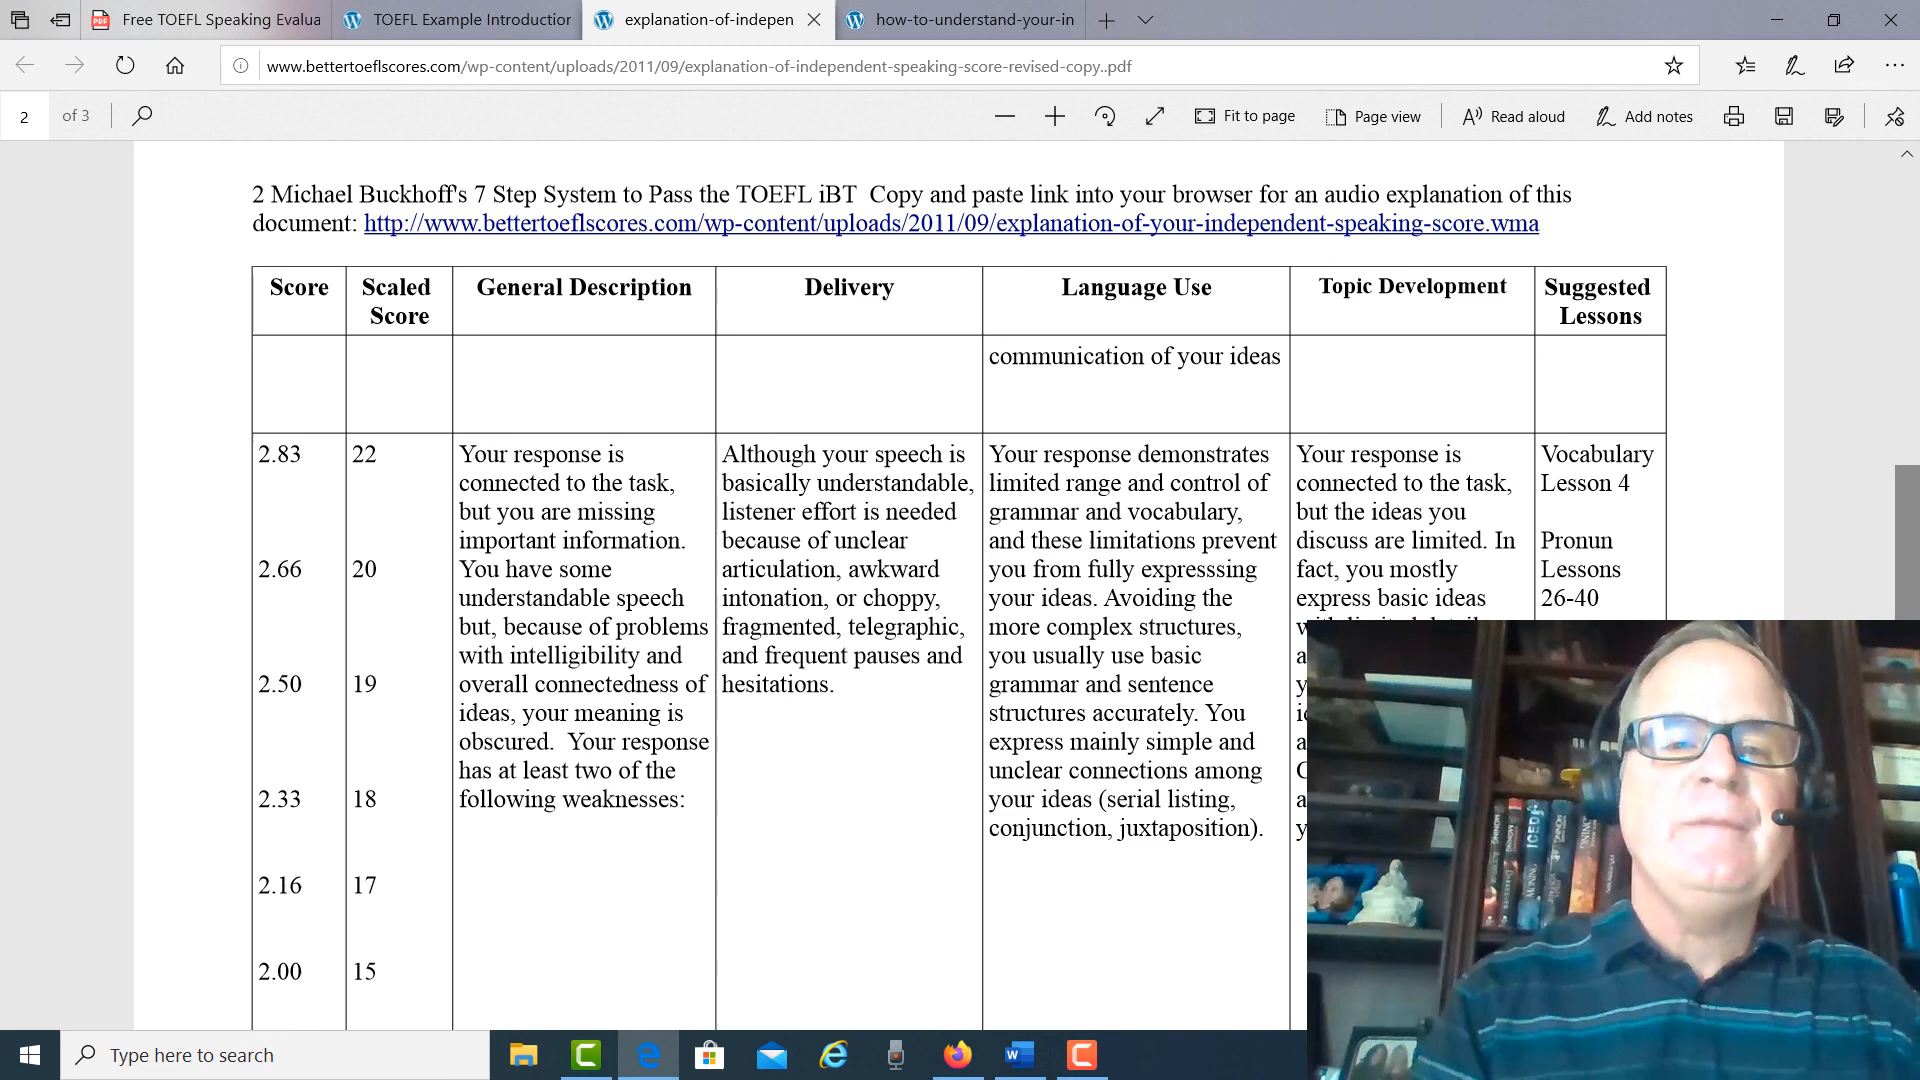 Free TOEFL Speaking Evalua
TOEFL Example Introduction
explanation-of-indepen
how-to-understand-your-in
www.bettertoeflscores.com/wp-content/uploads/2011/09/explanation-of-independent-speaking-score-revised-copy..pdf
2 of 3
Fit to page
Page view
Read aloud
Add notes
2 Michael Buckhoff's 7 Step System to Pass the TOEFL iBT Copy and paste link into your browser for an audio explanation of this
document: http://www.bettertoeflscores.com/wp-content/uploads/2011/09/explanation-of-your-independent-speaking-score.wma
Score
Scaled
Score
General Description
Delivery
Language Use
Topic Development
Suggested
Lessons
communication of your ideas
2.83
2.66
2.50
2.33
2.16
2.00
22
20
19
18
17
15
Your response is
connected to the task,
but you are missing
important information.
You have some
understandable speech
but, because of problems
with intelligibility and
overall connectedness of
ideas, your meaning is
obscured. Your response
has at least two of the
following weaknesses:
Although your speech is
basically understandable,
listener effort is needed
because of unclear
articulation, awkward
intonation, or choppy,
fragmented, telegraphic,
and frequent pauses and
hesitations.
Your response demonstrates
limited range and control of
grammar and vocabulary,
and these limitations prevent
you from fully expresssing
your ideas. Avoiding the
more complex structures,
you usually use basic
grammar and sentence
structures accurately. You
express mainly simple and
unclear connections among
your ideas (serial listing,
conjunction, juxtaposition).
Your response is
connected to the task,
but the ideas you
discuss are limited. In
fact, you mostly
express basic ideas
Vocabulary
Lesson 4
Pronun
Lessons
26-40
Type here to search